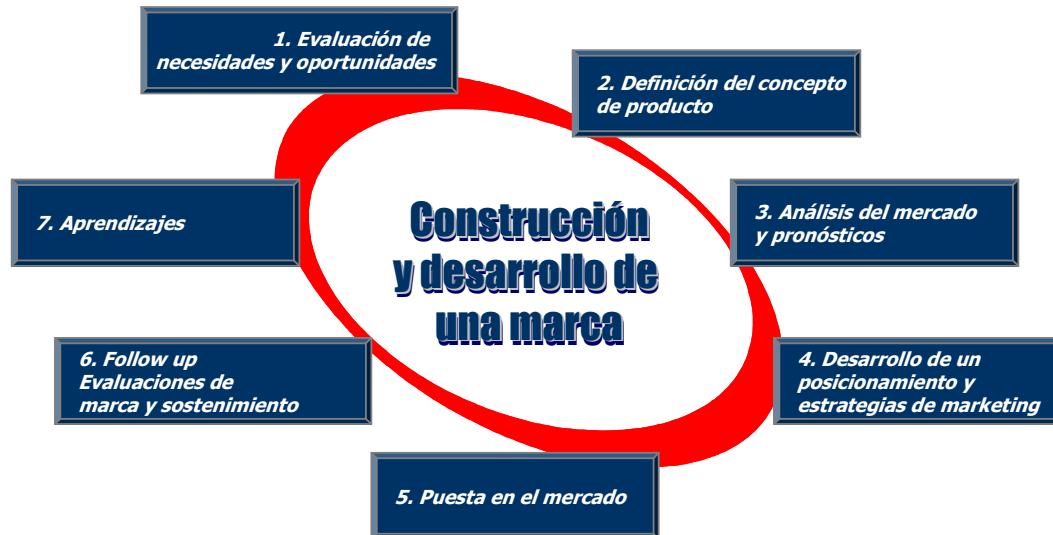 1. Evaluación de
necesidades y oportunidades
2. Definición del concepto
de producto
3. Análisis del mercado
y pronósticos
4. Desarrollo de un
posicionamiento y
estrategias de marketing
5. Puesta en el mercado
6. Follow up
Evaluaciones de
marca y sostenimiento
7. Aprendizajes
Construcción
y desarrollo de
una marca